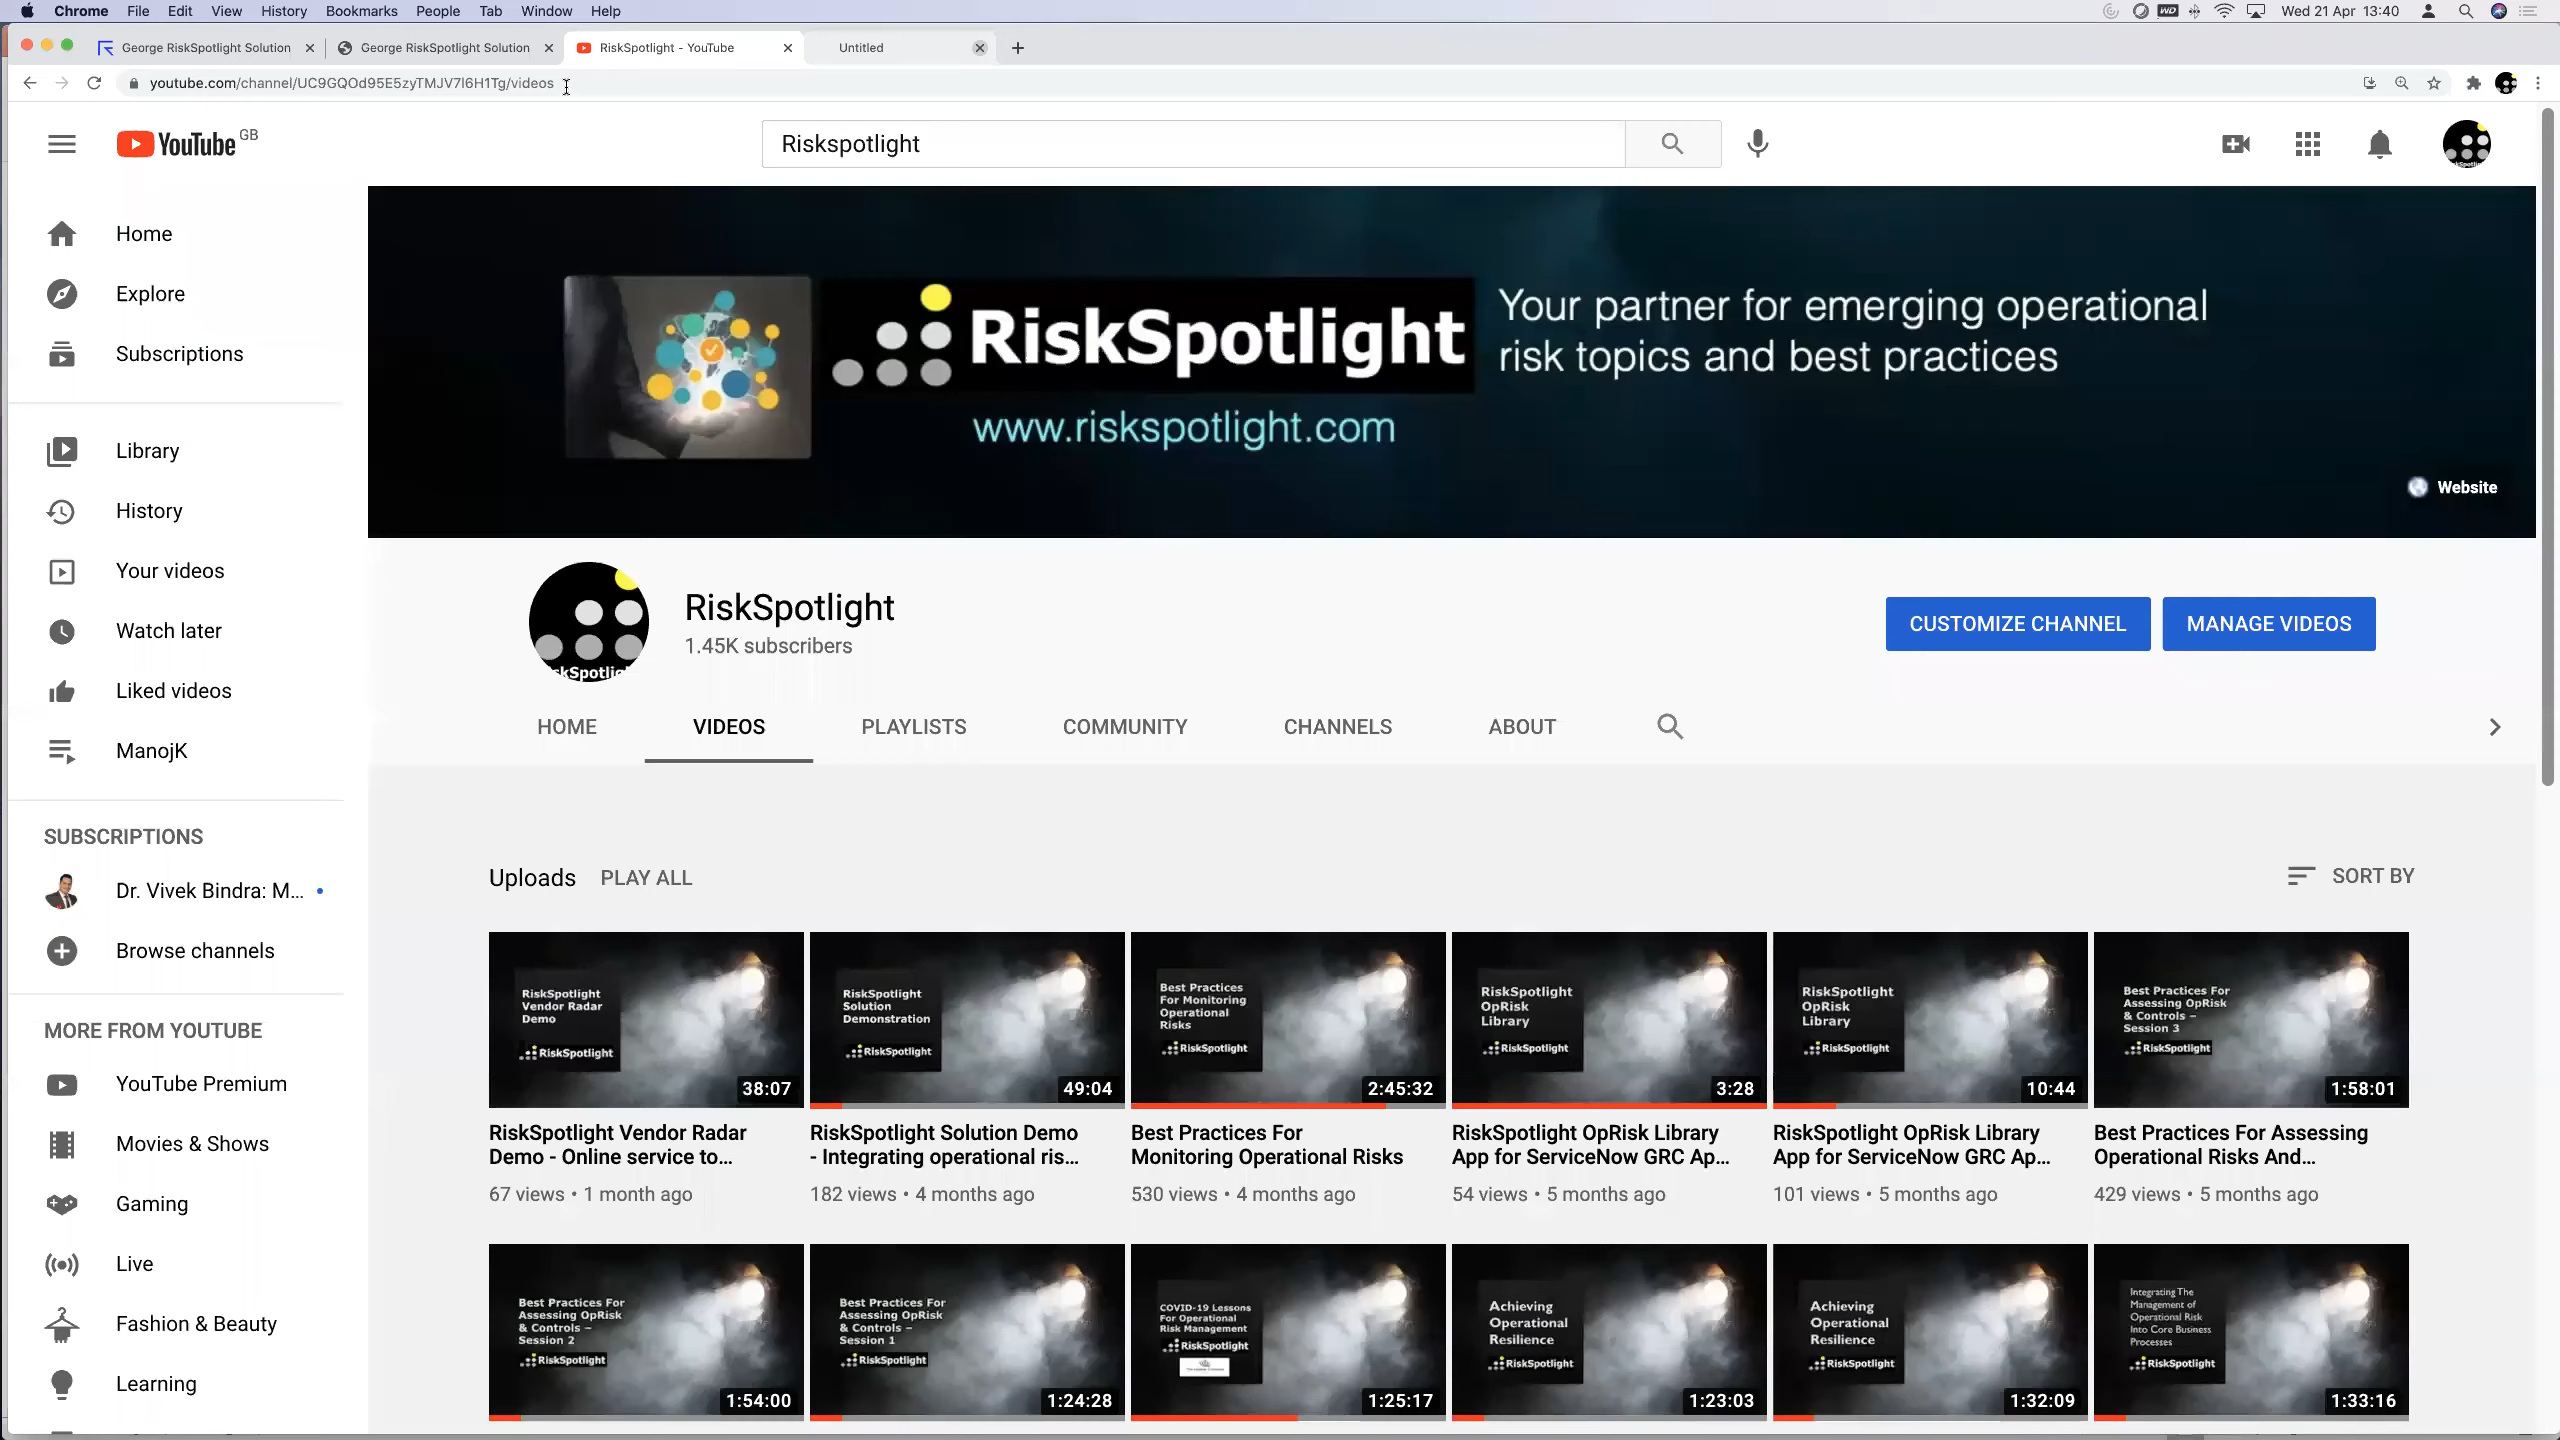 Chrome File Edit View History Bookmarks People Tab Window Help
Wed 21 Apr 13:40
George RiskSpotlight Solution
George RiskSpotlight Solution
RiskSpotlight - YouTube
Untitled
youtube.com/channel/UC9GQOd95E5zyTMJV7l6H1Tg/videos
YouTube GB
Riskspotlight
Home
Explore
Subscriptions
Library
History
Your videos
Watch later
Liked videos
ManojK
SUBSCRIPTIONS
Dr. Vivek Bindra: M...
Browse channels
MORE FROM YOUTUBE
YouTube Premium
Movies & Shows
Gaming
Live
Fashion & Beauty
Learning
RiskSpotlight
www.riskspotlight.com
Your partner for emerging operational
risk topics and best practices
Website
RiskSpotlight
1.45K subscribers
CUSTOMIZE CHANNEL
MANAGE VIDEOS
HOME VIDEOS PLAYLISTS COMMUNITY CHANNELS ABOUT
Uploads PLAY ALL
SORT BY
RiskSpotlight
Vendor Radar
Demo
RiskSpotlight
38:07
RiskSpotlight Vendor Radar
Demo - Online service to...
67 views • 1 month ago
RiskSpotlight
Solution
Demonstration
RiskSpotlight
49:04
RiskSpotlight Solution Demo
- Integrating operational ris...
182 views • 4 months ago
Best Practices
For Monitoring
Operational
Risks
RiskSpotlight
2:45:32
Best Practices For
Monitoring Operational Risks
530 views • 4 months ago
RiskSpotlight
OpRisk
Library
RiskSpotlight
3:28
RiskSpotlight OpRisk Library
App for ServiceNow GRC Ap...
54 views • 5 months ago
RiskSpotlight
OpRisk
Library
RiskSpotlight
10:44
RiskSpotlight OpRisk Library
App for ServiceNow GRC Ap...
101 views • 5 months ago
Best Practices For
Assessing OpRisk
& Controls –
Session 3
RiskSpotlight
1:58:01
Best Practices For Assessing
Operational Risks And...
429 views • 5 months ago
Best Practices For
Assessing OpRisk
& Controls –
Session 2
RiskSpotlight
1:54:00
Best Practices For
Assessing OpRisk
& Controls –
Session 1
RiskSpotlight
1:24:28
COVID-19 Lessons
For Operational
Risk Management
RiskSpotlight
1:25:17
Achieving
Operational
Resilience
RiskSpotlight
1:23:03
Achieving
Operational
Resilience
RiskSpotlight
1:32:09
Integrating The
Management of
Operational Risk
Into Core Business
Processes
RiskSpotlight
1:33:16